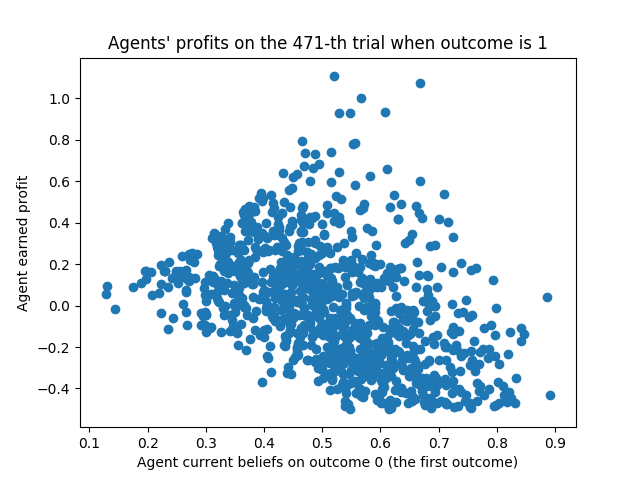 Agents' profits on the 471-th trial when outcome is 1
Agent earned profit
1.0
0.8
0.6
0.4
0.2
0.0
−0.2
−0.4
0.1 0.2 0.3 0.4 0.5 0.6 0.7 0.8 0.9
Agent current beliefs on outcome 0 (the first outcome)